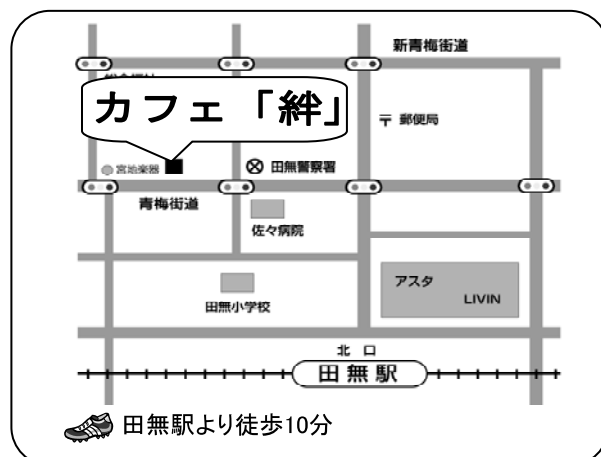 新青梅街道
カフェ「絆」
〒 郵便局
宮地楽器
田無警察署
青梅街道
佐々病院
アスタ
LIVIN
田無小学校
北口
田無駅
田無駅より徒歩10分